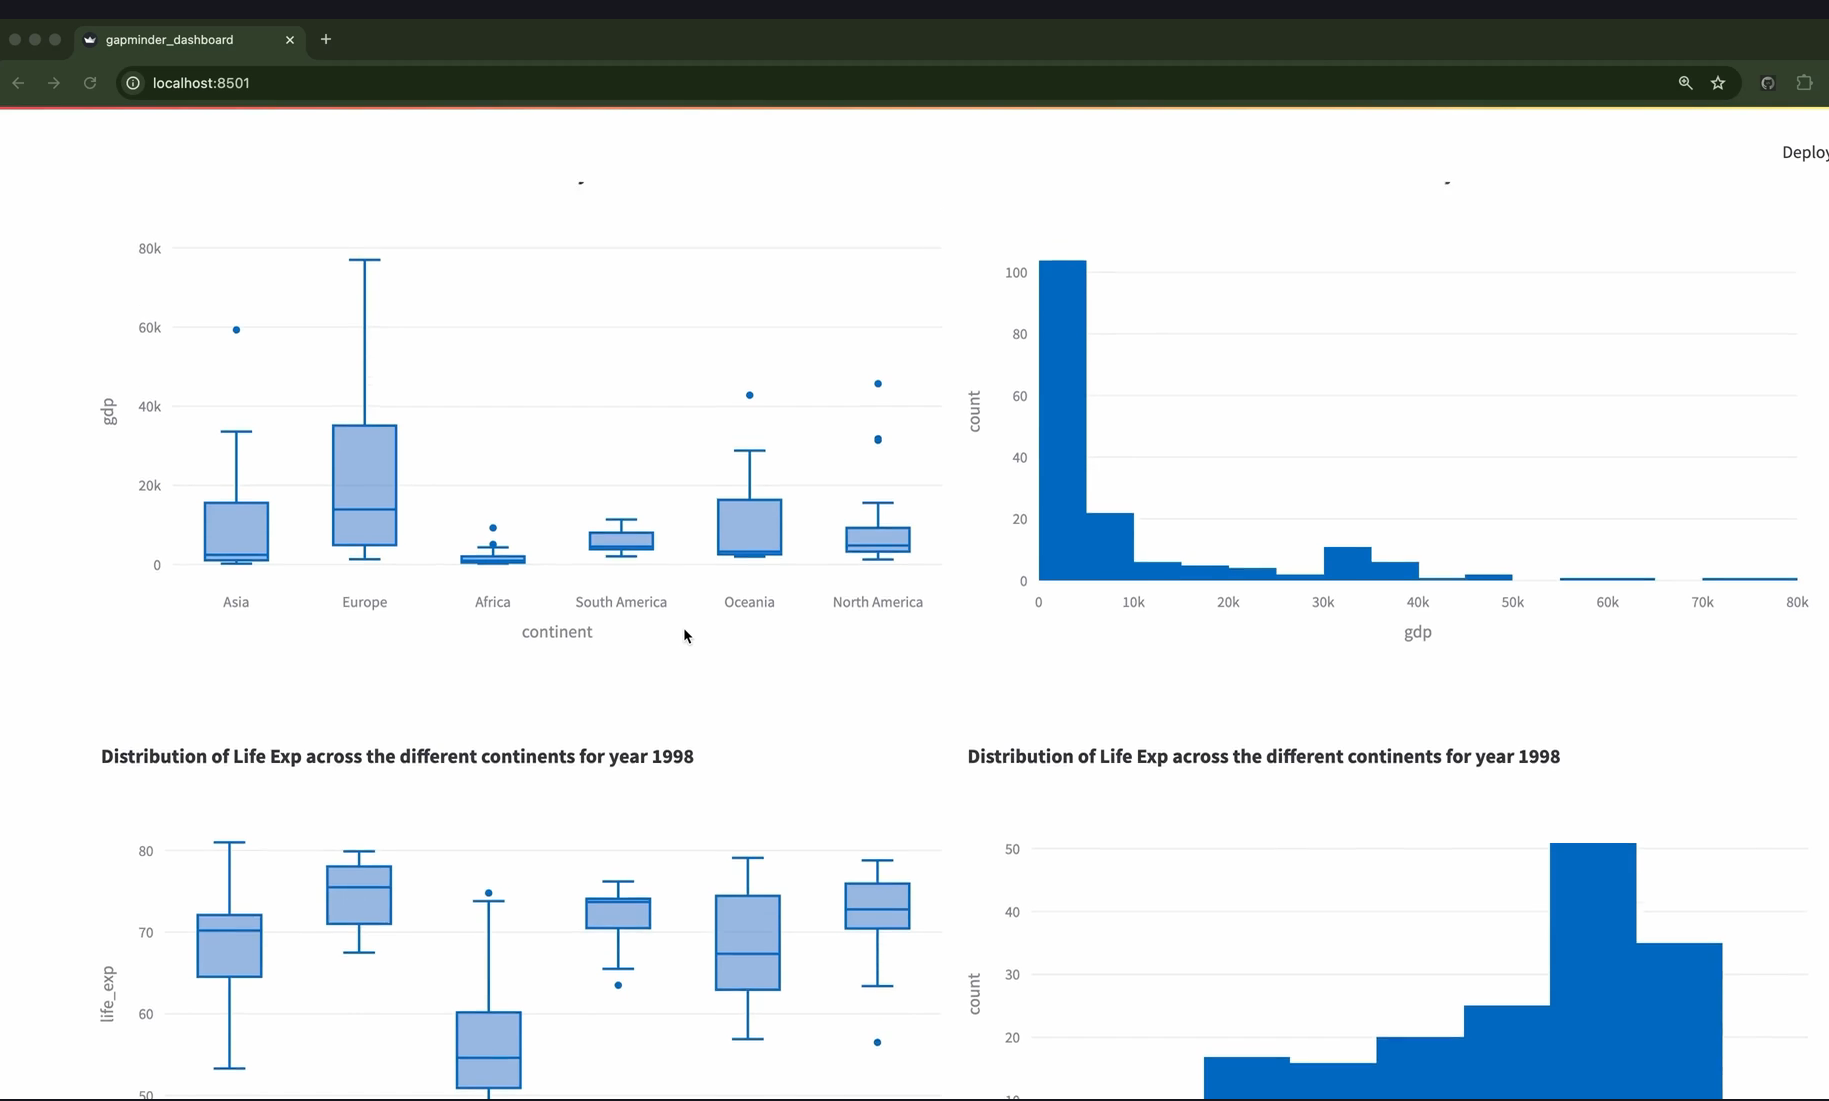 gapminder_dashboard
localhost:8501
Deploy
80k
60k
40k
20k
0
gdp
Asia
Europe
Africa
South America
Oceania
North America
continent
100
80
60
40
20
0
count
0
10k
20k
30k
40k
50k
60k
70k
80k
gdp
Distribution of Life Exp across the different continents for year 1998
80
70
60
50
life_exp
Distribution of Life Exp across the different continents for year 1998
50
40
30
20
10
count